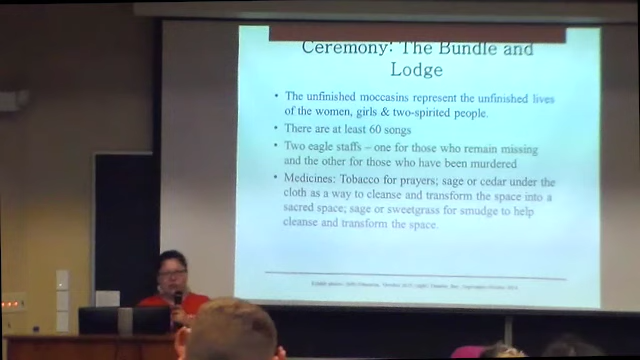 Ceremony: The Bundle and
Lodge
• The unfinished moccasins represent the unfinished lives
of the women, girls & two-spirited people.
• There are at least 60 songs
• Two eagle staffs – one for those who remain missing
and the other for those who have been murdered
• Medicines: Tobacco for prayers; sage or cedar under the
cloth as a way to cleanse and transform the space into a
sacred space; sage or sweetgrass for smudge to help
cleanse and transform the space.